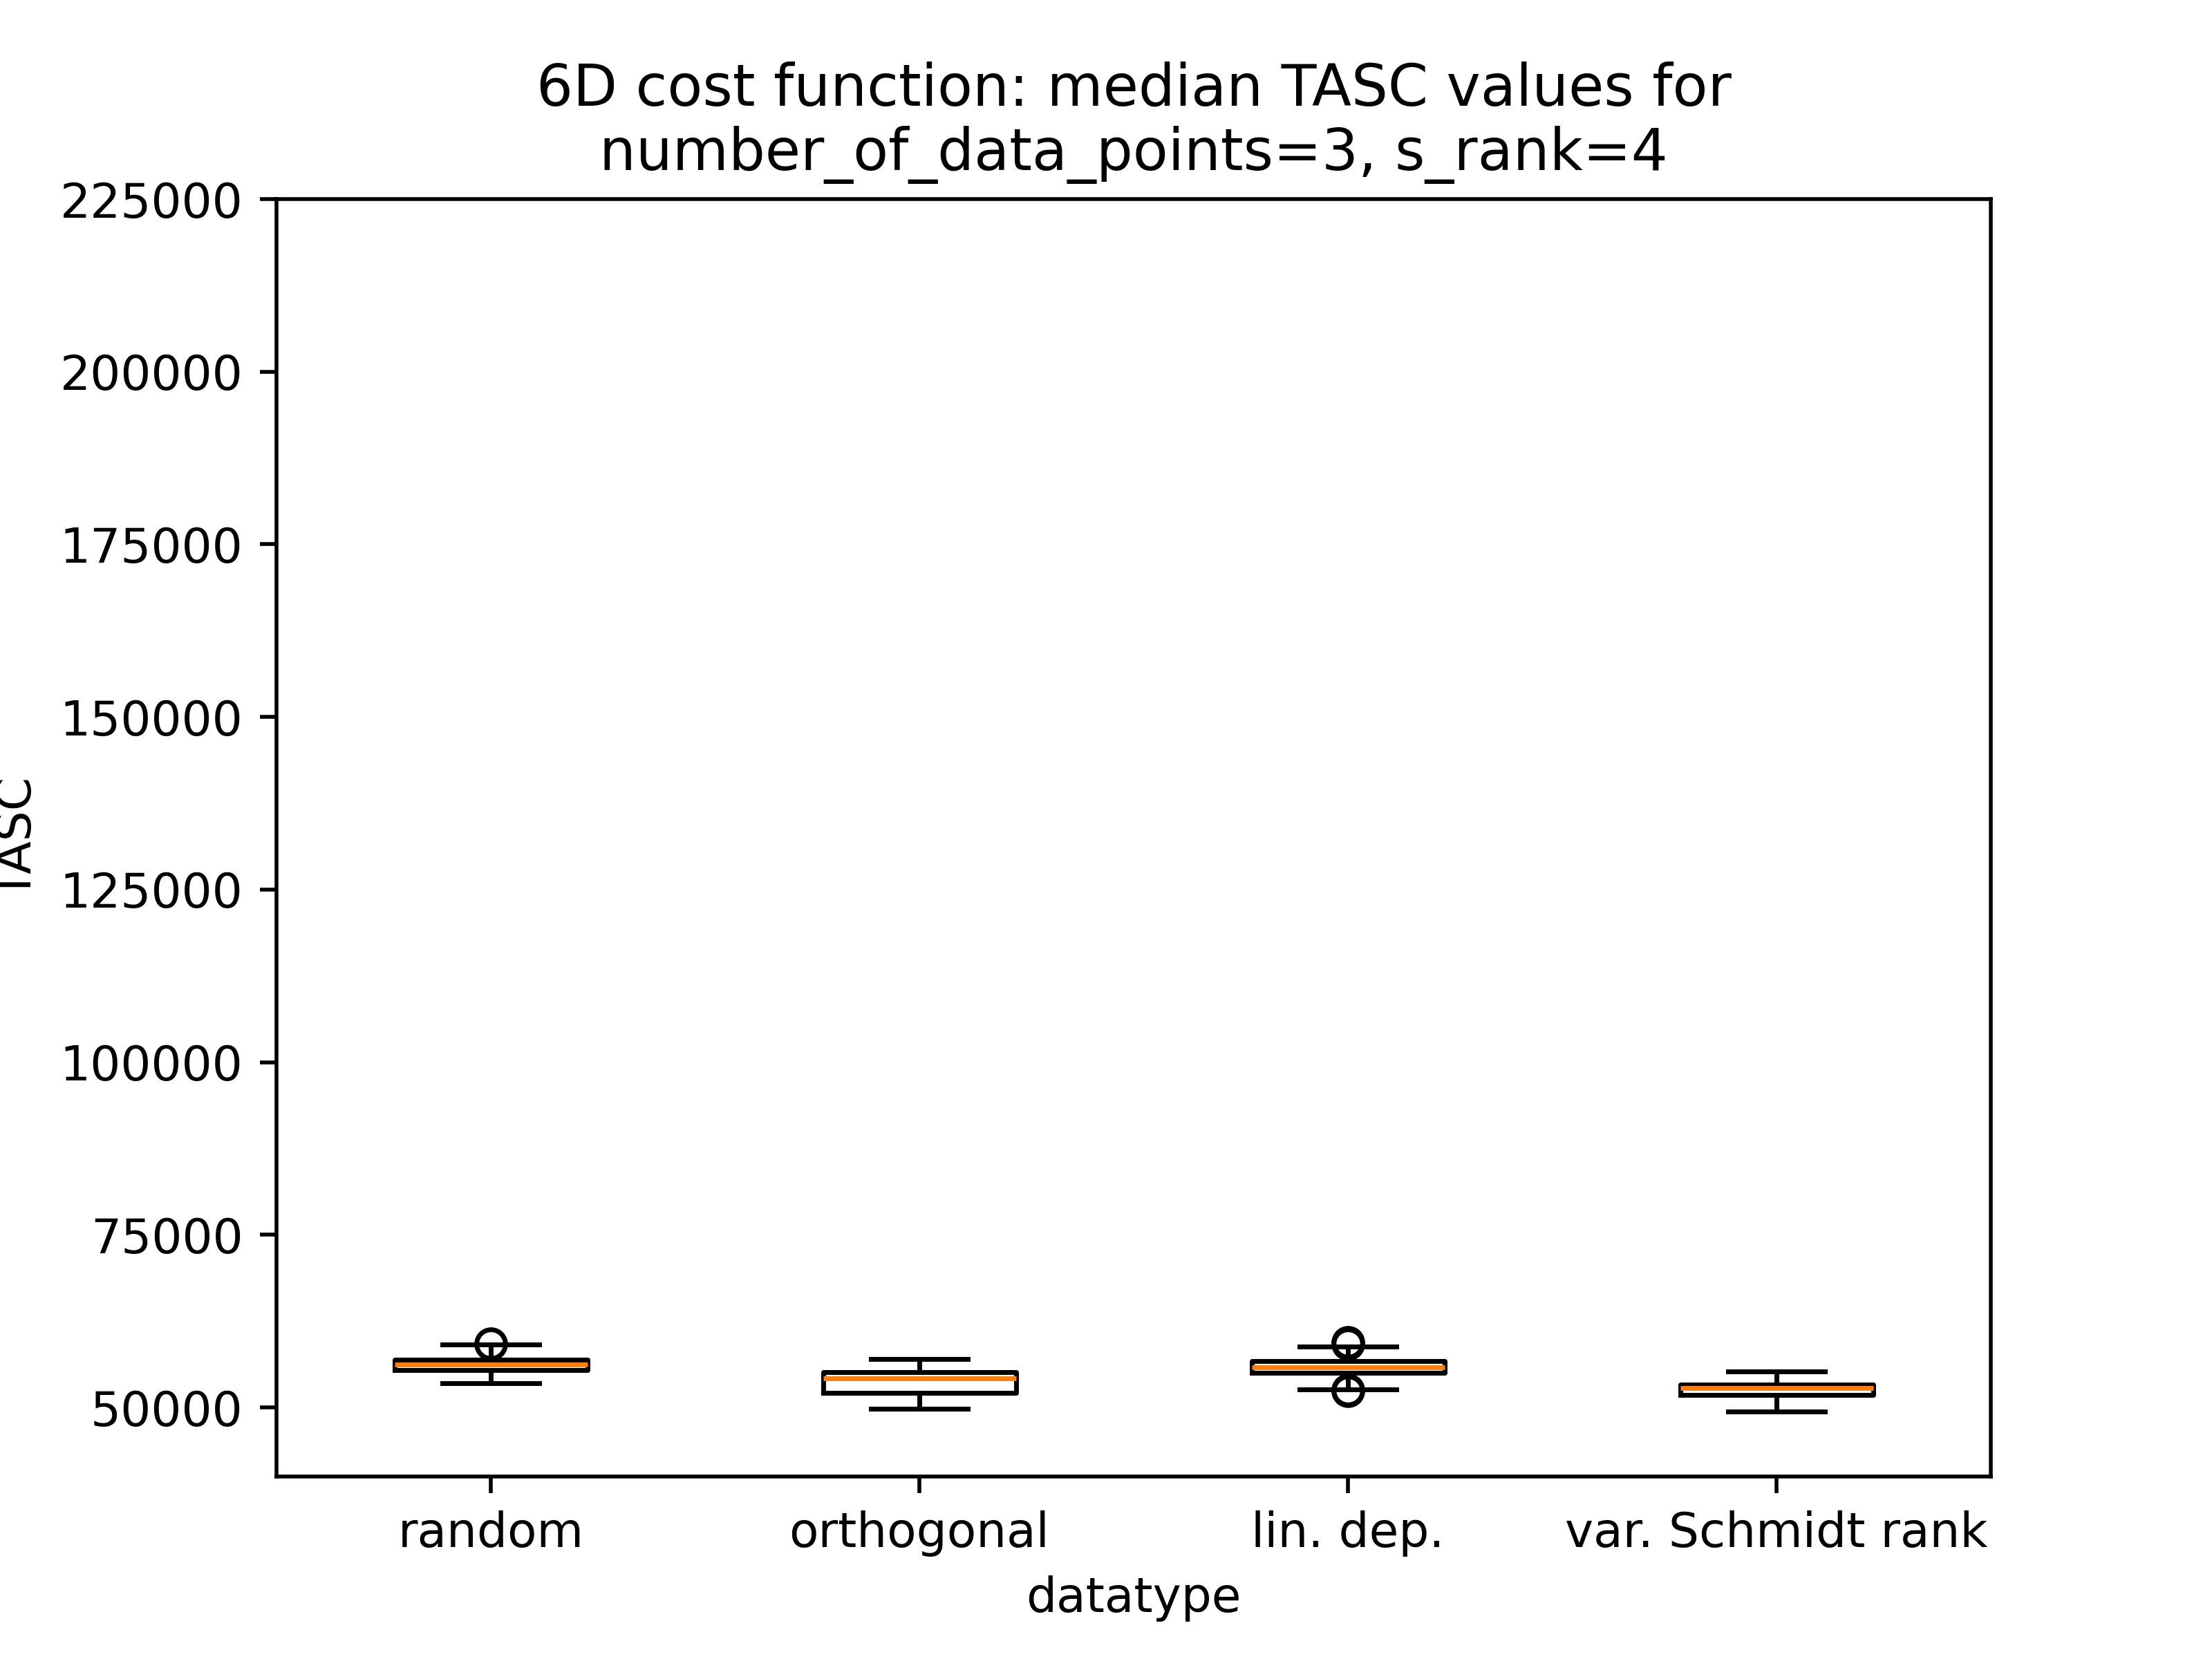 6D cost function: median TASC values for
number_of_data_points=3, s_rank=4
225000
200000
175000
150000
125000
100000
75000
50000
TASC
random
orthogonal
lin. dep.
var. Schmidt rank
datatype